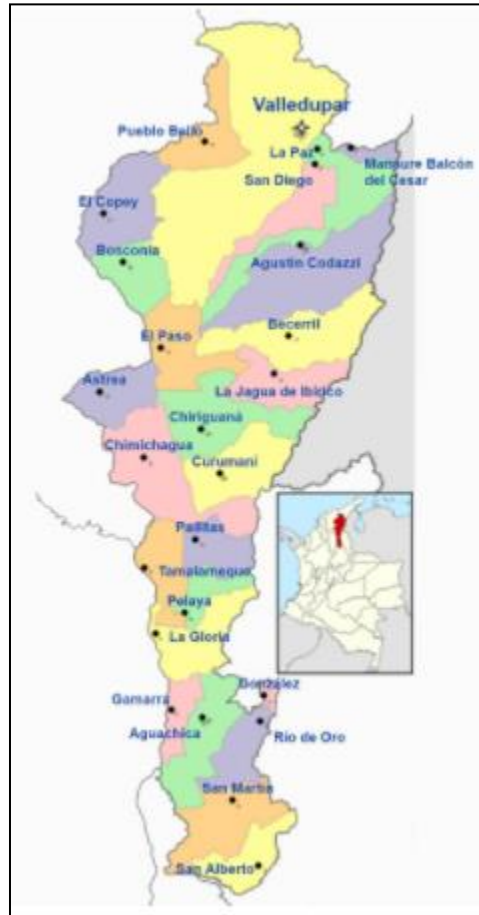 Valledupar
Pueblo Bello
La Paz
Manaure Balcón
del Cesar
San Diego
El Copey
Bosconia
Agustín Codazzi
Becerril
El Paso
Astrea
La Jagua de Ibirico
Chiriguaná
Chimichagua
Curumaní
Pailitas
Tamalameque
Pelaya
La Gloria
González
Gamarra
Río de Oro
Aguachica
San Martín
San Alberto